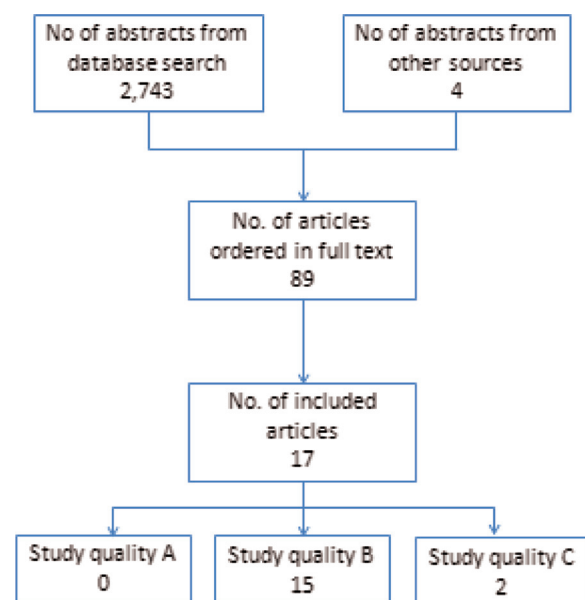 No of abstracts from
database search
2,743
No of abstracts from
other sources
4
No. of articles
ordered in full text
89
No. of included
articles
17
Study quality A
0
Study quality B
15
Study quality C
2